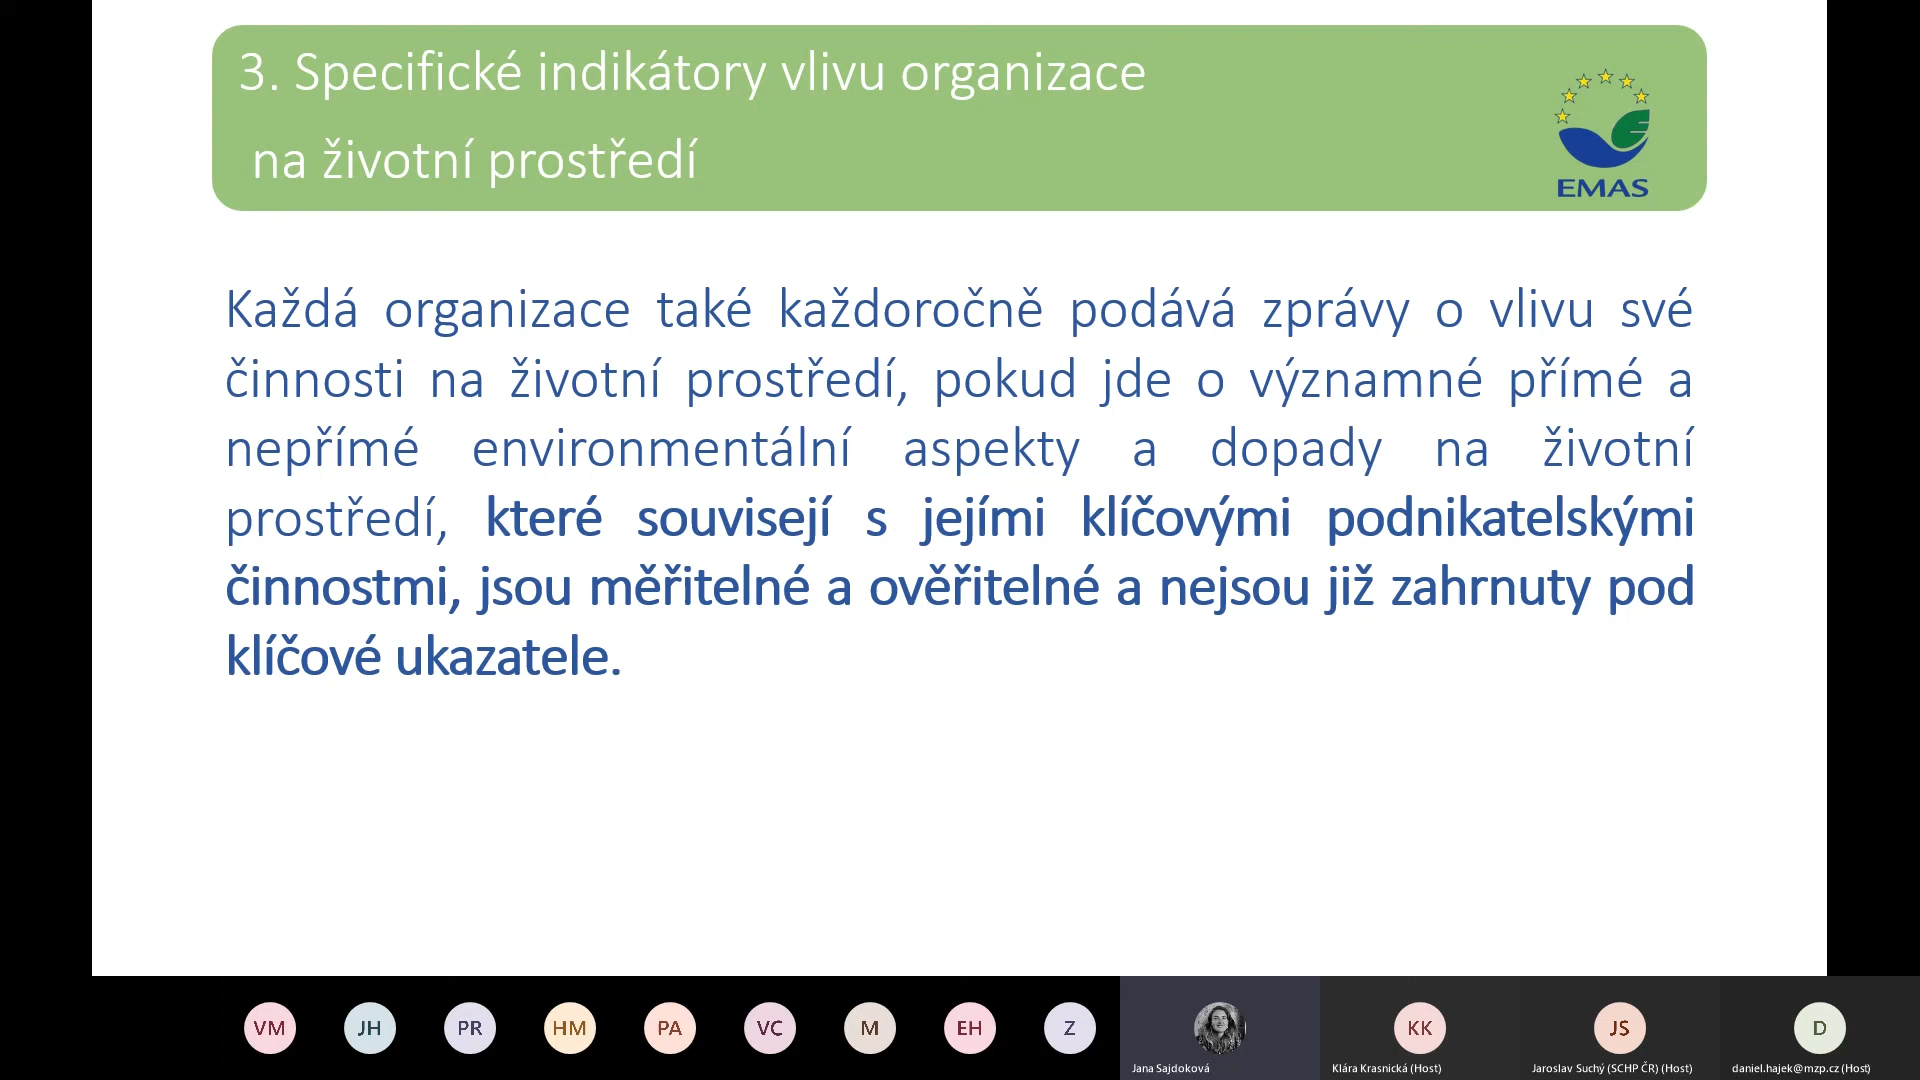 3. Specifické indikátory vlivu organizace
na životní prostředí
EMAS
Každá organizace také každoročně podává zprávy o vlivu své
činnosti na životní prostředí, pokud jde o významné přímé a
nepřímé environmentální aspekty a dopady na životní
prostředí, které souvisejí s jejími klíčovými podnikatelskými
činnostmi, jsou měřitelné a ověřitelné a nejsou již zahrnuty pod
klíčové ukazatele.
VM JH PR HM PA VC M EH Z KK JS D
Jana Sajdoková Klára Krasnická (Host) Jaroslav Suchý (SCHP ČR) (Host) daniel.hajek@mzp.cz (Host)